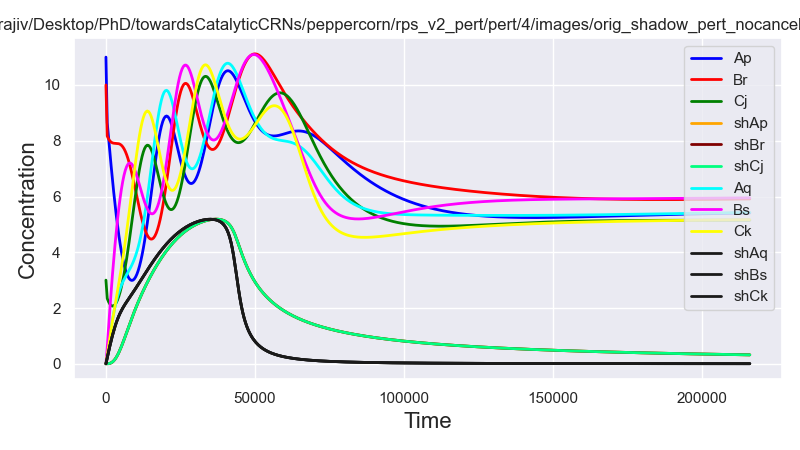 rajiv/Desktop/PhD/towardsCatalyticCRNs/peppercorn/rps_v2_pert/pert/4/images/orig_shadow_pert_nocancel
Concentration
10
8
6
4
2
0
0
50000
100000
150000
200000
Time
Ap
Br
Cj
shAp
shBr
shCj
Aq
Bs
Ck
shAq
shBs
shCk